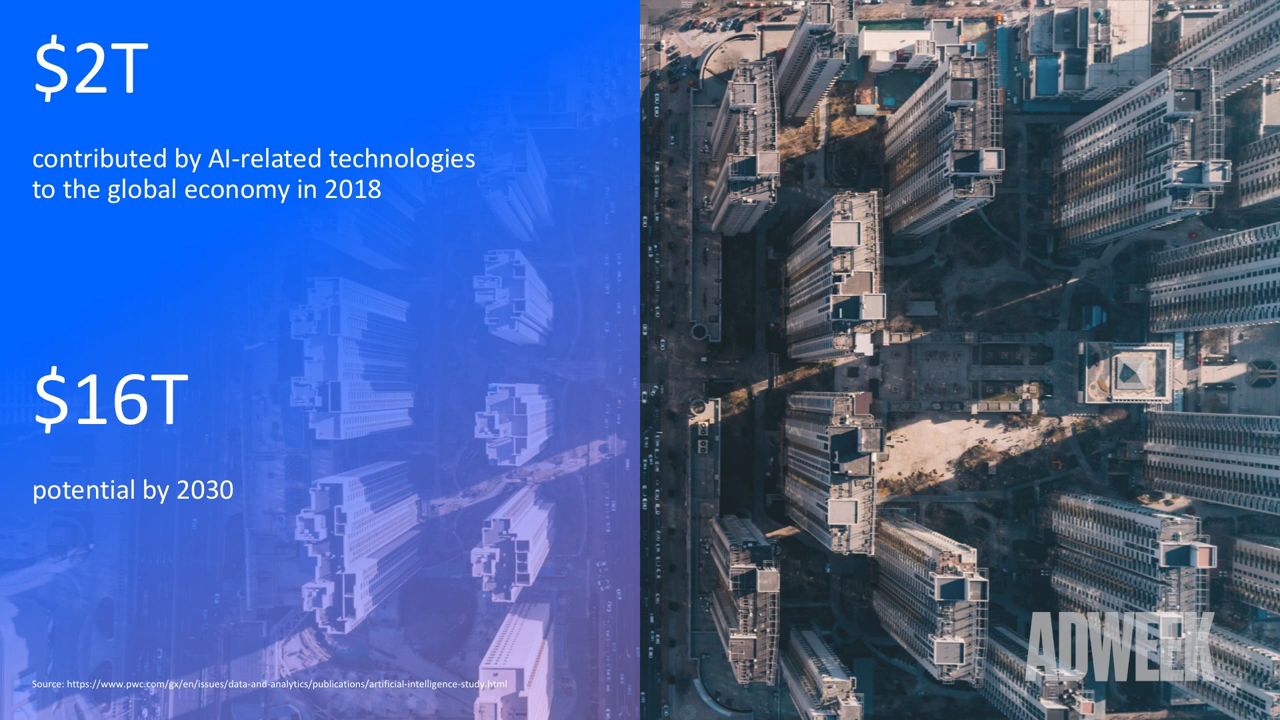 $2T
contributed by AI-related technologies
to the global economy in 2018
$16T
potential by 2030
Source: https://www.pwc.com/gx/en/issues/data-and-analytics/publications/artificial-intelligence-study.html
ADWEEK